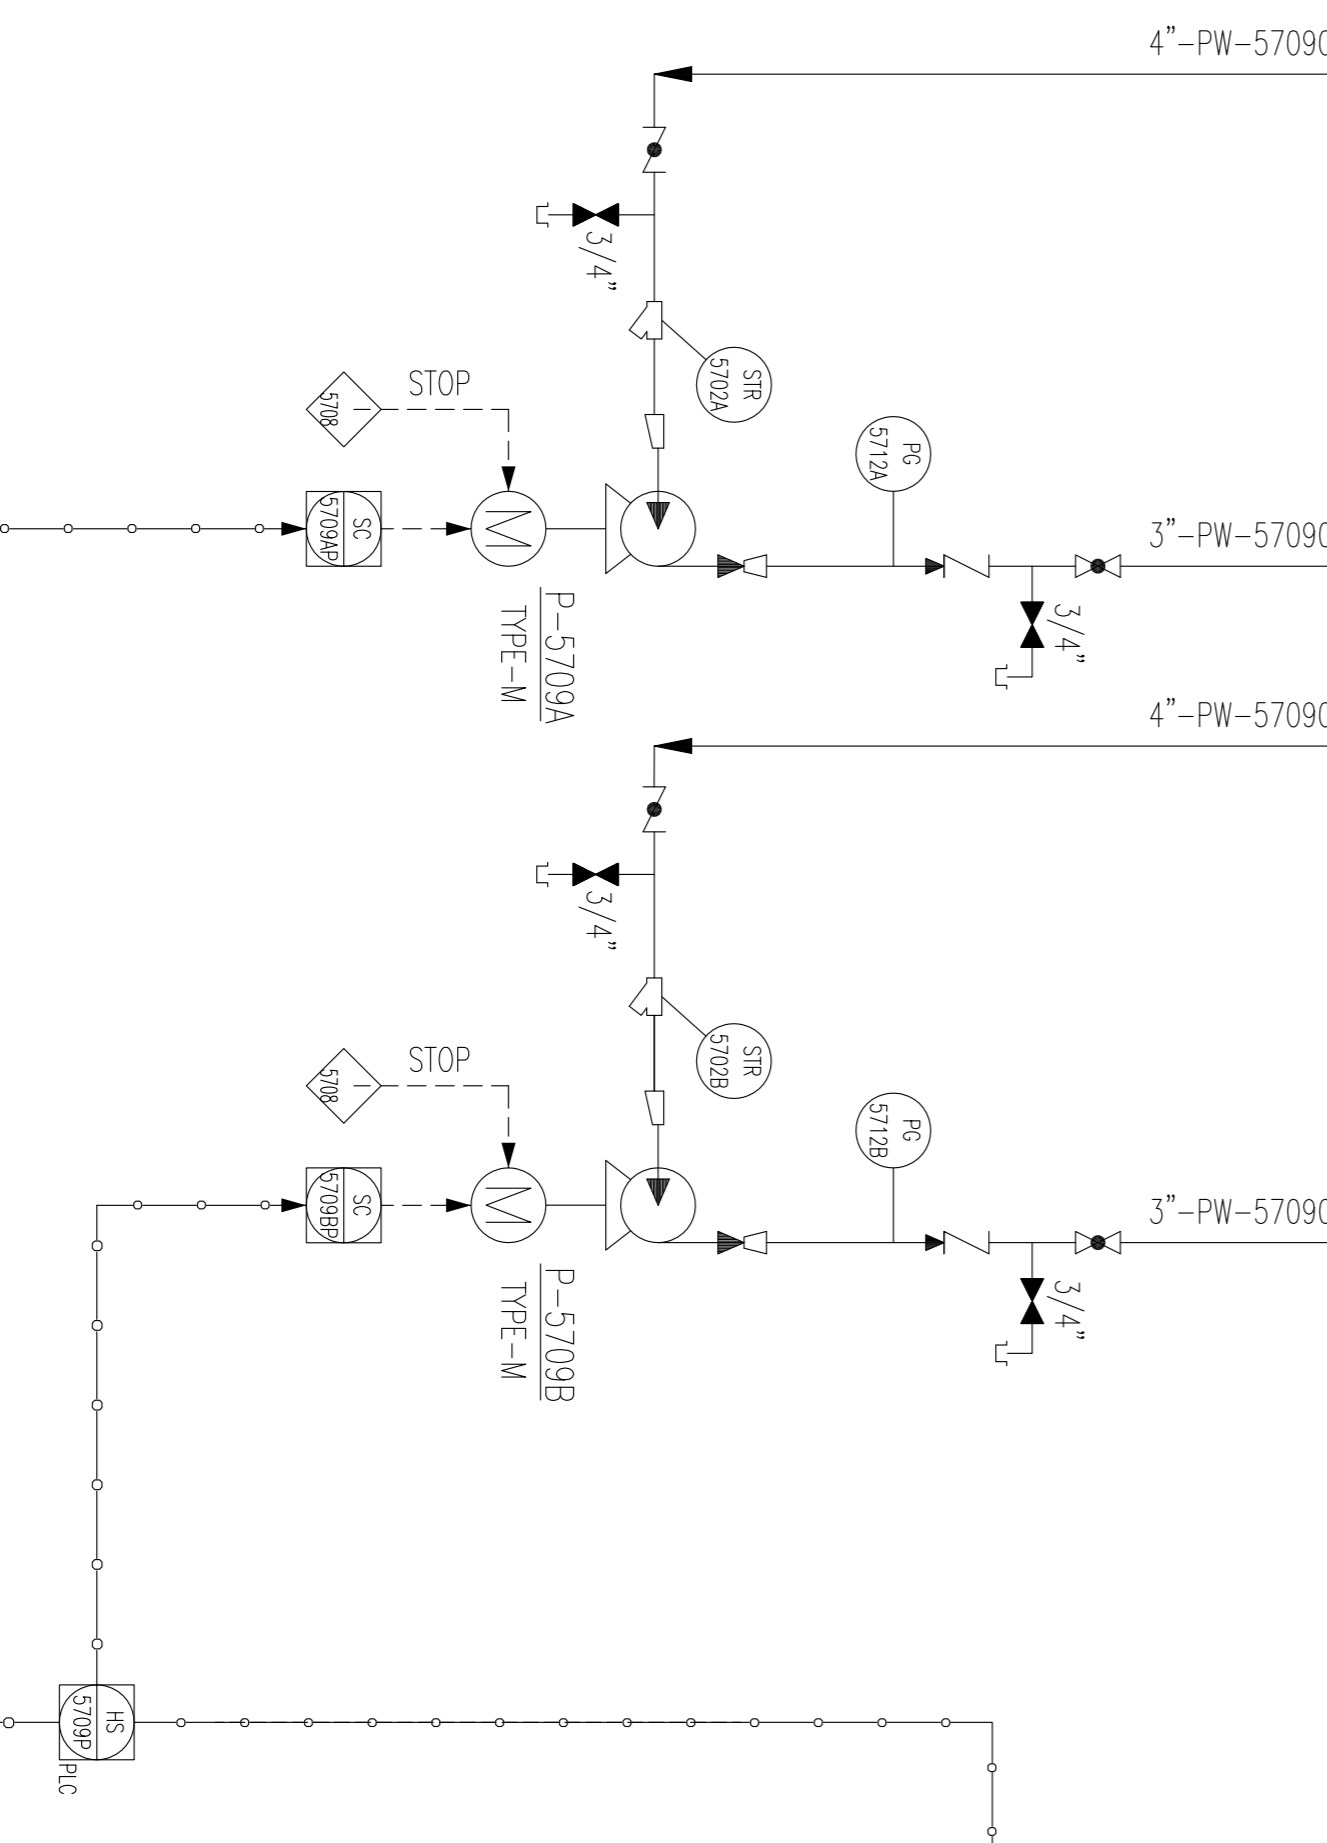 4”-PW-57090
3/4”
STR
5702A
STOP
5708
PG
5712A
SC
5709AP
M
3”-PW-57090
3/4”
P-5709A
TYPE-M
4”-PW-57090
3/4”
STR
5702B
STOP
5708
PG
5712B
SC
5709BP
M
3”-PW-57090
3/4”
P-5709B
TYPE-M
HS
5709P
PLC